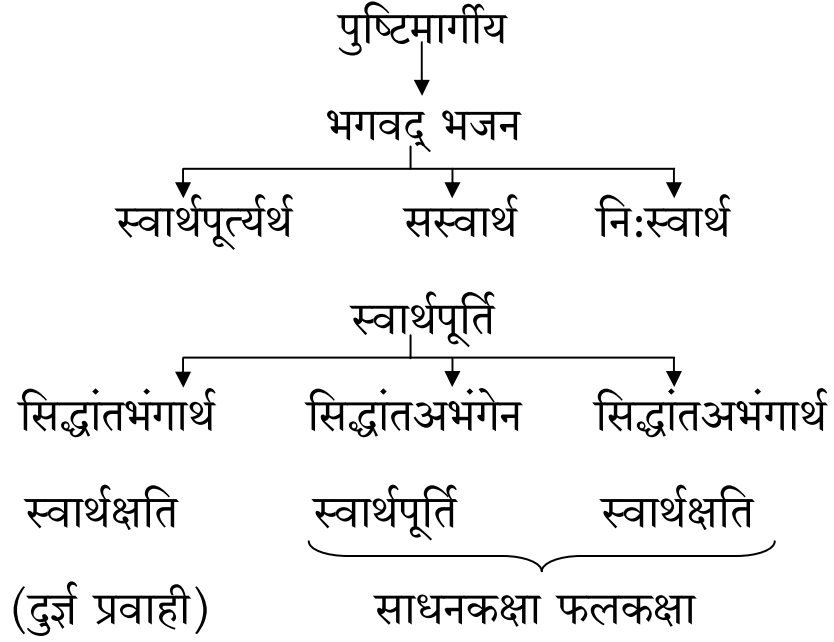 पुष्टिमार्गीय
भगवद् भजन
स्वार्थपूर्त्यर्थ सस्वार्थ नि:स्वार्थ
स्वार्थपूर्ति
सिद्धांतभंगार्थ सिद्धांतअभंगेन सिद्धांतअभंगार्थ
स्वार्थक्षति स्वार्थपूर्ति स्वार्थक्षति
(दुर्ज्ञ प्रवाही) साधनकक्षा फलकक्षा